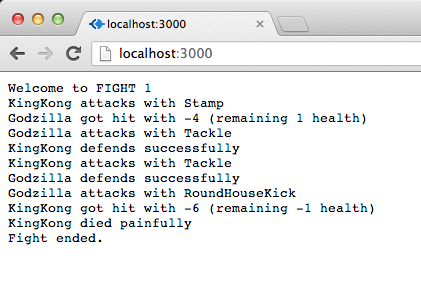 localhost:3000
localhost:3000
Welcome to FIGHT 1
KingKong attacks with Stamp
Godzilla got hit with -4 (remaining 1 health)
Godzilla attacks with Tackle
KingKong defends successfully
KingKong attacks with Tackle
Godzilla defends successfully
Godzilla attacks with RoundHouseKick
KingKong got hit with -6 (remaining -1 health)
KingKong died painfully
Fight ended.